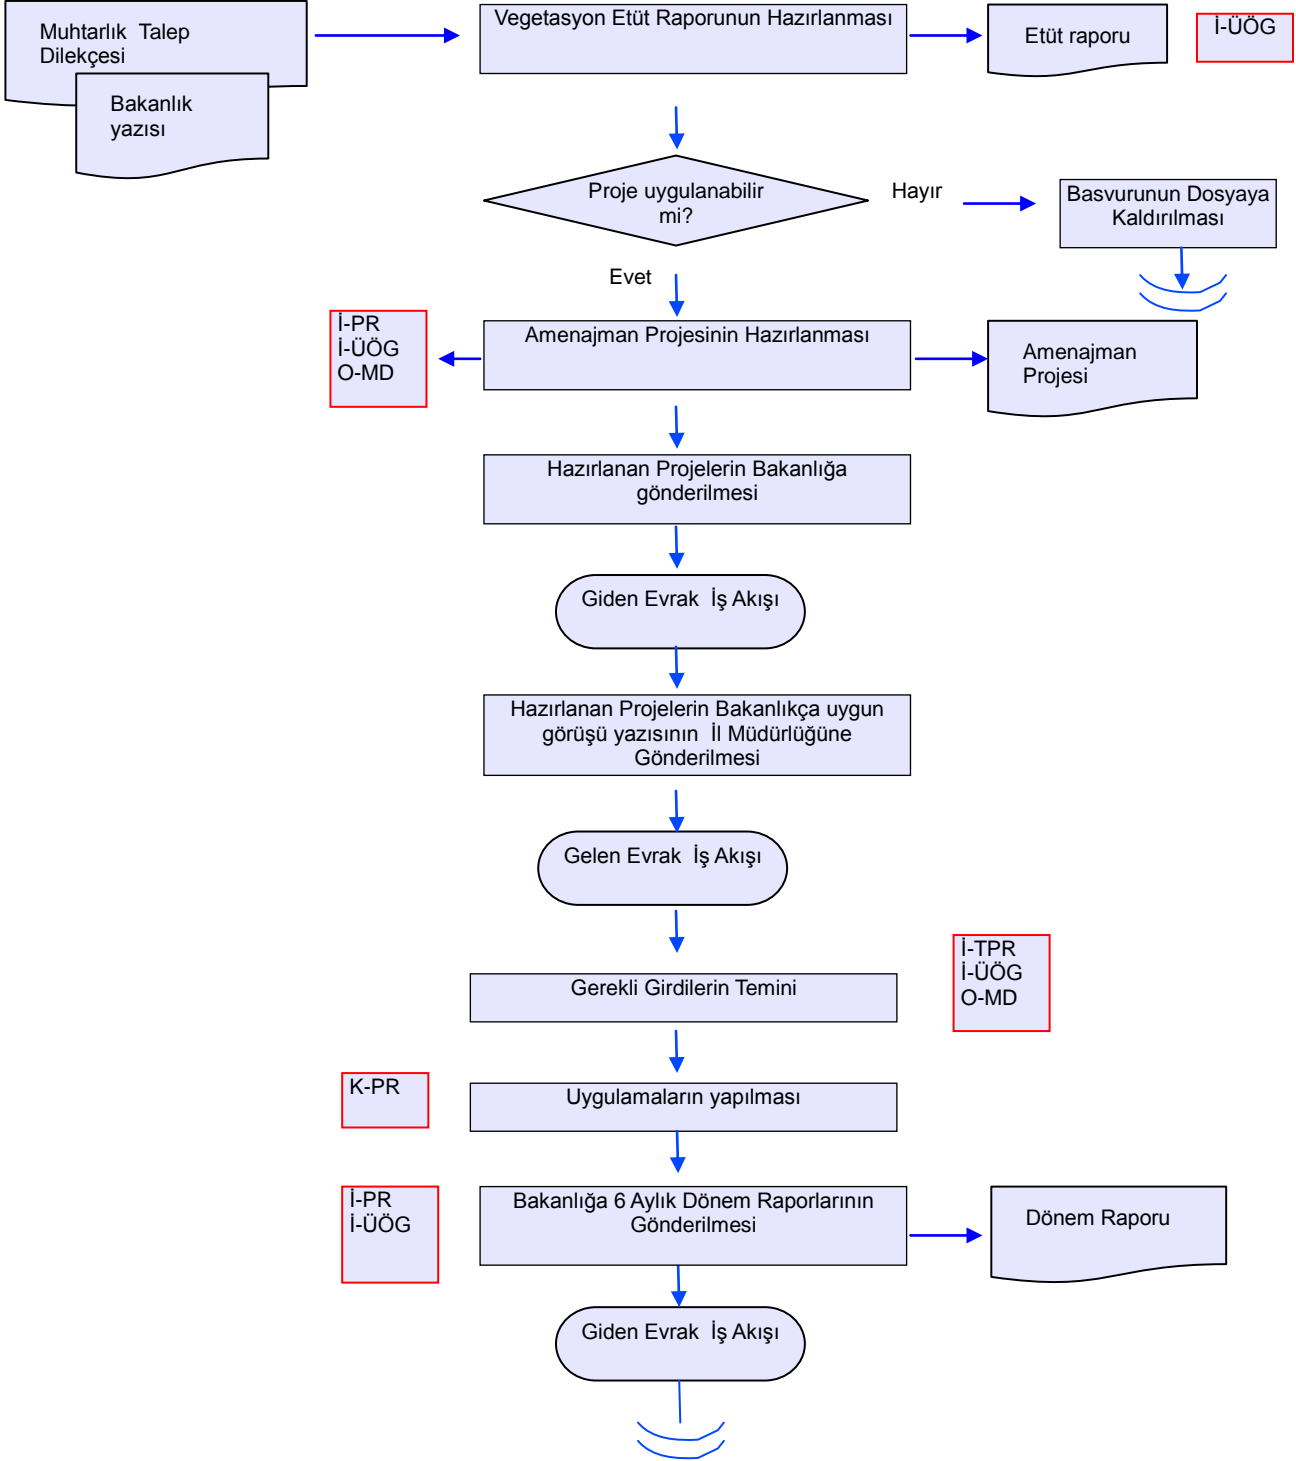 Muhtarlık Talep
Dilekçesi
Bakanlık
yazısı
Vegetasyon Etüt Raporunun Hazırlanması
Etüt raporu
İ-ÜÖG
Proje uygulanabilir
mi?
Hayır
Basvurunun Dosyaya
Kaldırılması
Evet
İ-PR
İ-ÜÖG
O-MD
Amenajman Projesinin Hazırlanması
Amenajman
Projesi
Hazırlanan Projelerin Bakanlığa
gönderilmesi
Giden Evrak İş Akışı
Hazırlanan Projelerin Bakanlıkça uygun
görüşü yazısının İl Müdürlüğüne
Gönderilmesi
Gelen Evrak İş Akışı
Gerekli Girdilerin Temini
İ-TPR
İ-ÜÖG
O-MD
K-PR
Uygulamaların yapılması
İ-PR
İ-ÜÖG
Bakanlığa 6 Aylık Dönem Raporlarının
Gönderilmesi
Dönem Raporu
Giden Evrak İş Akışı